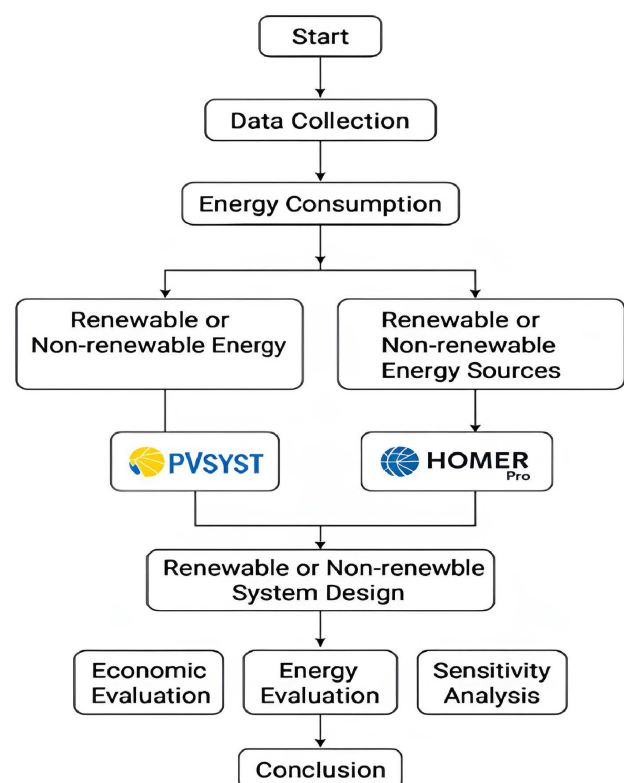 Start
Data Collection
Energy Consumption
Renewable or
Non-renewable Energy
Renewable or
Non-renewable
Energy Sources
PVSYST
HOMER
Pro
Renewable or Non-renewble
System Design
Economic
Evaluation
Energy
Evaluation
Sensitivity
Analysis
Conclusion